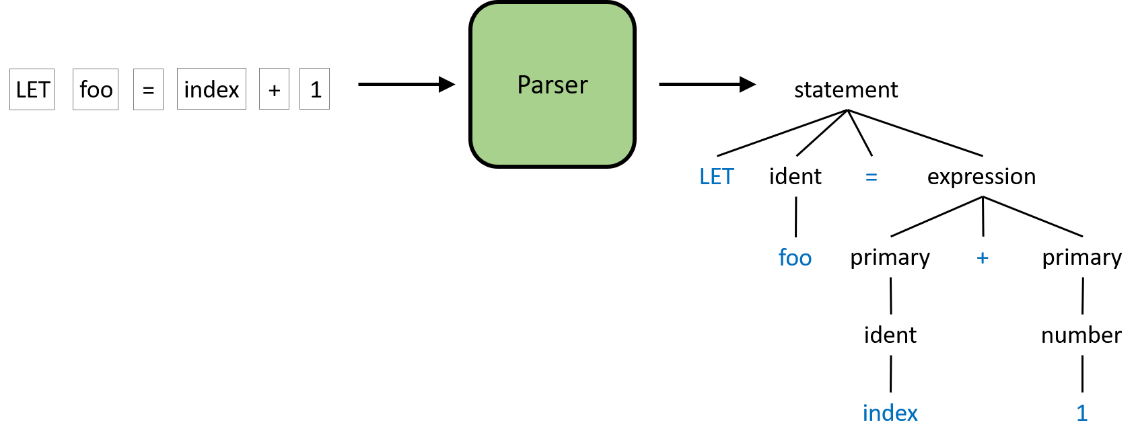 LET foo = index + 1
Parser
statement
LET ident = expression
foo primary + primary
ident number
index 1